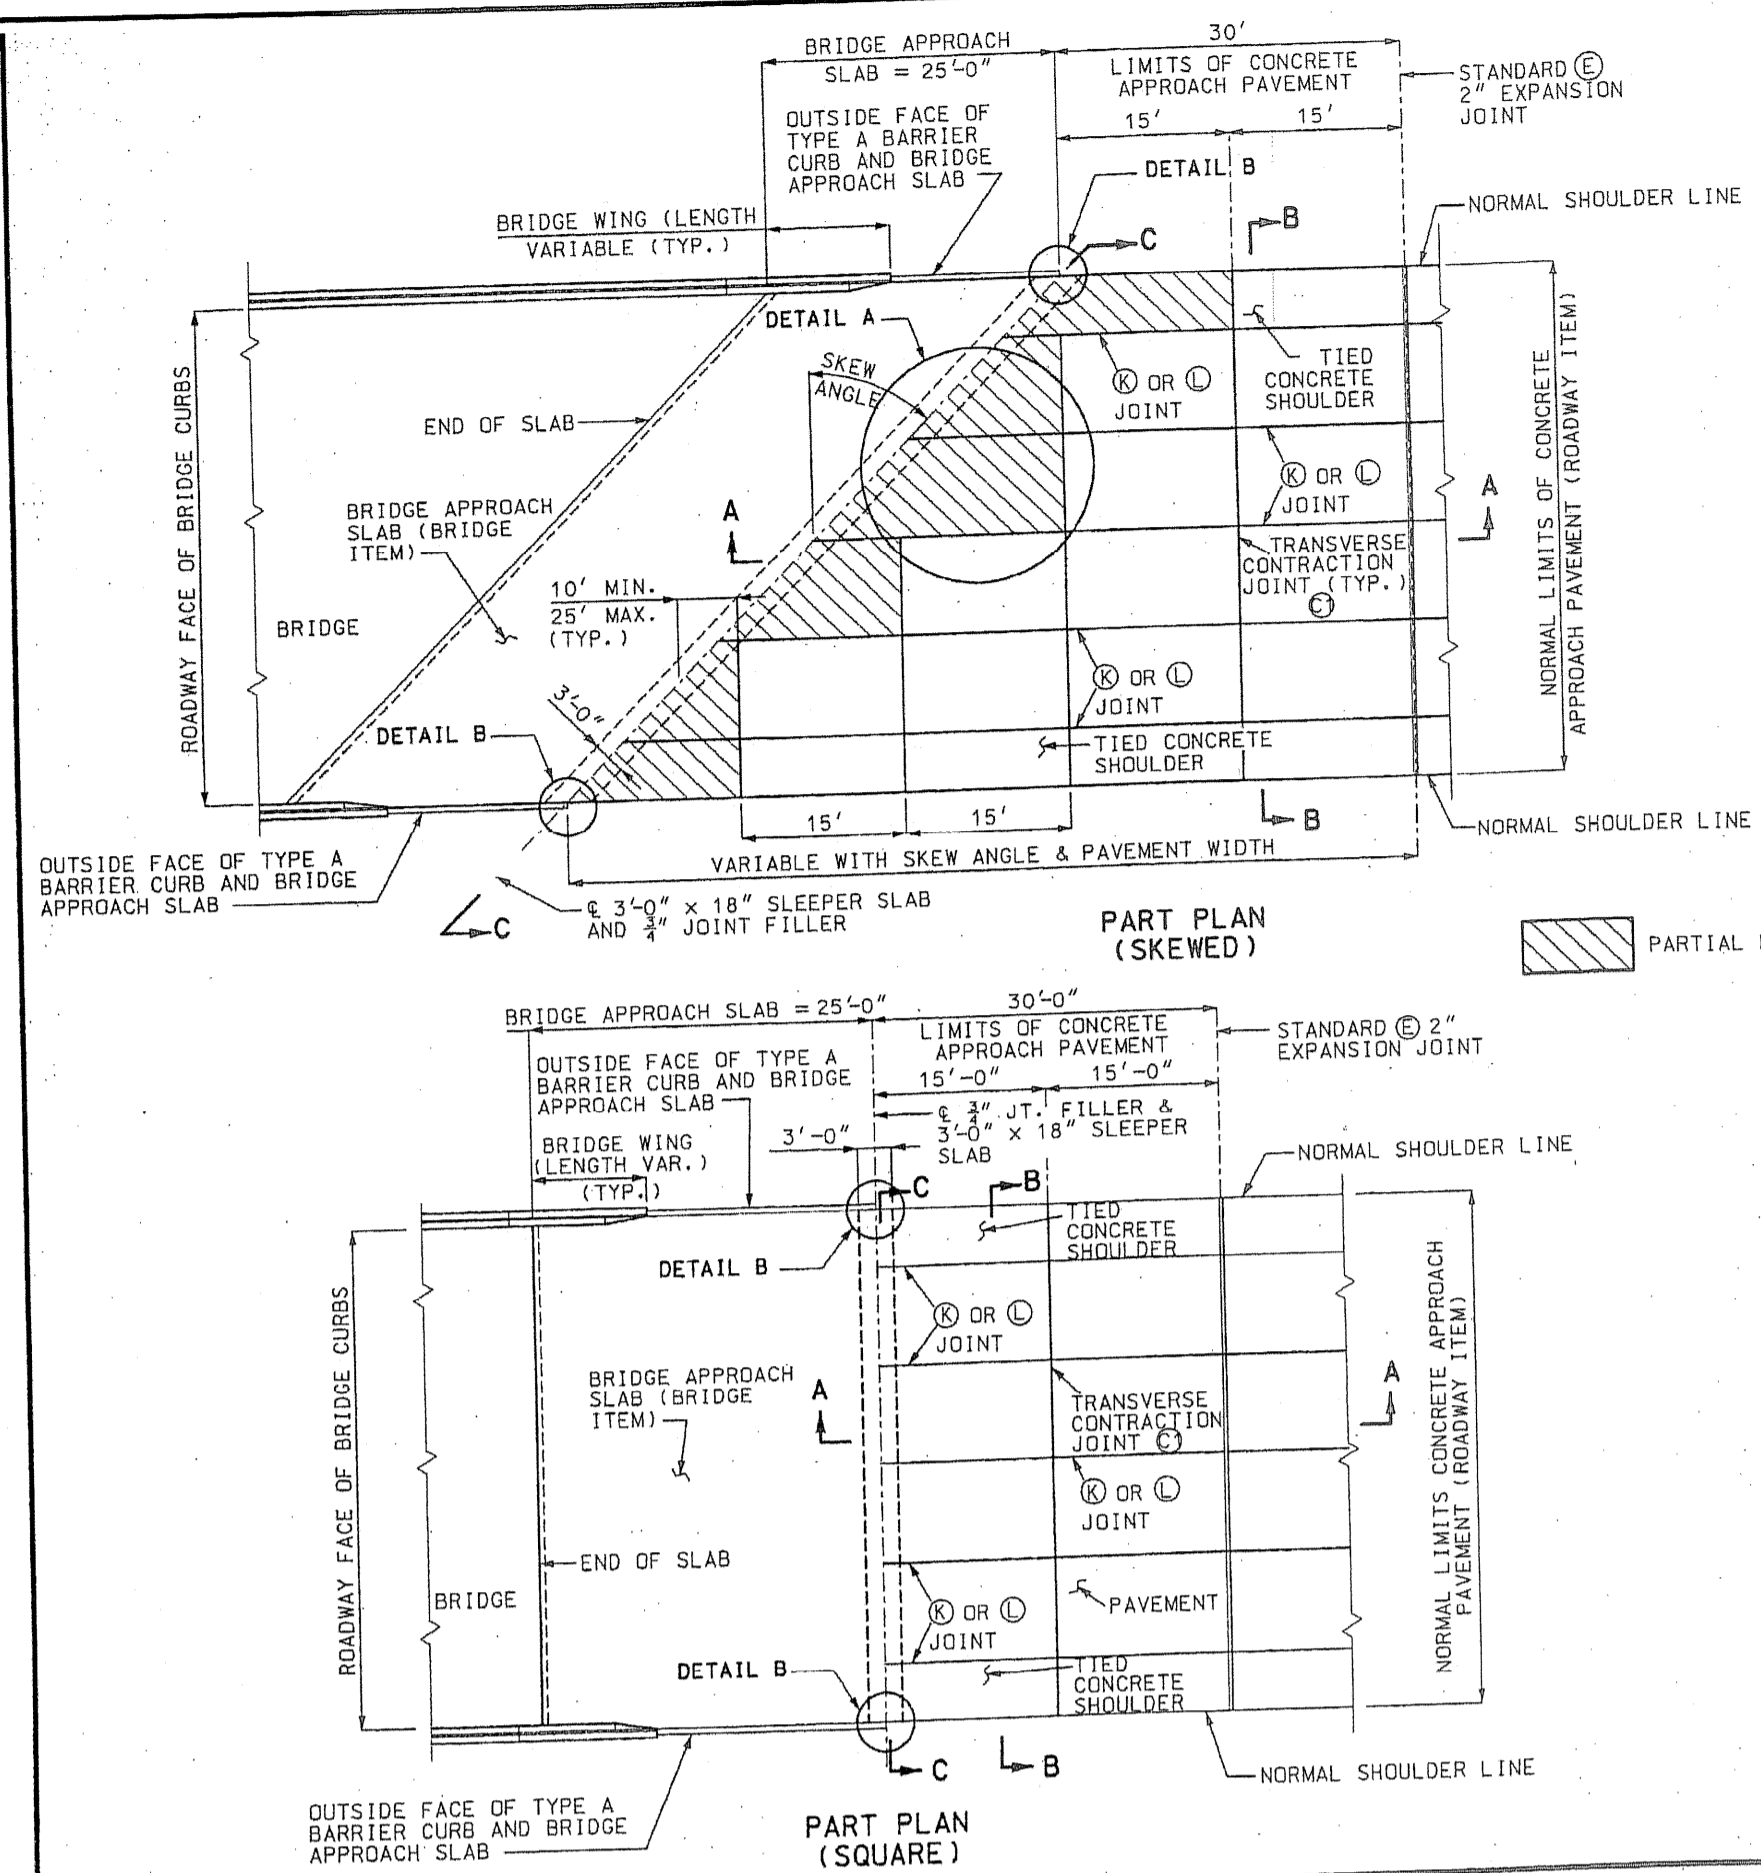 BRIDGE APPROACH
SLAB = 25'-0"
30'
LIMITS OF CONCRETE
APPROACH PAVEMENT
STANDARD Ⓔ
2" EXPANSION
JOINT
15'
15'
OUTSIDE FACE OF
TYPE A BARRIER
CURB AND BRIDGE
APPROACH SLAB
DETAIL B
NORMAL SHOULDER LINE
BRIDGE WING (LENGTH
VARIABLE (TYP.)
B
C
DETAIL A
SKEW
ANGLE
TIED
CONCRETE
SHOULDER
Ⓚ OR Ⓛ
JOINT
END OF SLAB
ROADWAY FACE OF BRIDGE CURBS
NORMAL LIMITS OF CONCRETE
APPROACH PAVEMENT (ROADWAY ITEM)
Ⓚ OR Ⓛ
JOINT
A
A
BRIDGE APPROACH
SLAB (BRIDGE
ITEM)
TRANSVERSE
CONTRACTION
JOINT (TYP.)
C1
10' MIN.
25' MAX.
(TYP.)
BRIDGE
Ⓚ OR Ⓛ
JOINT
3'-0"
DETAIL B
TIED CONCRETE
SHOULDER
15'
15'
B
NORMAL SHOULDER LINE
VARIABLE WITH SKEW ANGLE & PAVEMENT WIDTH
OUTSIDE FACE OF TYPE A
BARRIER CURB AND BRIDGE
APPROACH SLAB
C
℄ 3'-0" × 18" SLEEPER SLAB
AND ¾" JOINT FILLER
PART PLAN
(SKEWED)
PARTIAL
BRIDGE APPROACH SLAB = 25'-0"
30'-0"
LIMITS OF CONCRETE
APPROACH PAVEMENT
STANDARD Ⓔ 2"
EXPANSION JOINT
OUTSIDE FACE OF TYPE A
BARRIER CURB AND BRIDGE
APPROACH SLAB
15'-0"
15'-0"
℄ ¾" JT. FILLER &
3'-0" × 18" SLEEPER
SLAB
3'-0"
BRIDGE WING
(LENGTH VAR.)
(TYP.)
NORMAL SHOULDER LINE
C
B
TIED
CONCRETE
SHOULDER
DETAIL B
Ⓚ OR Ⓛ
JOINT
ROADWAY FACE OF BRIDGE CURBS
NORMAL LIMITS CONCRETE APPROACH
PAVEMENT (ROADWAY ITEM)
BRIDGE APPROACH
SLAB (BRIDGE
ITEM)
A
A
TRANSVERSE
CONTRACTION
JOINT C1
Ⓚ OR Ⓛ
JOINT
END OF SLAB
BRIDGE
Ⓚ OR Ⓛ
JOINT
PAVEMENT
DETAIL B
TIED
CONCRETE
SHOULDER
C
B
NORMAL SHOULDER LINE
OUTSIDE FACE OF TYPE A
BARRIER CURB AND BRIDGE
APPROACH SLAB
PART PLAN
(SQUARE)